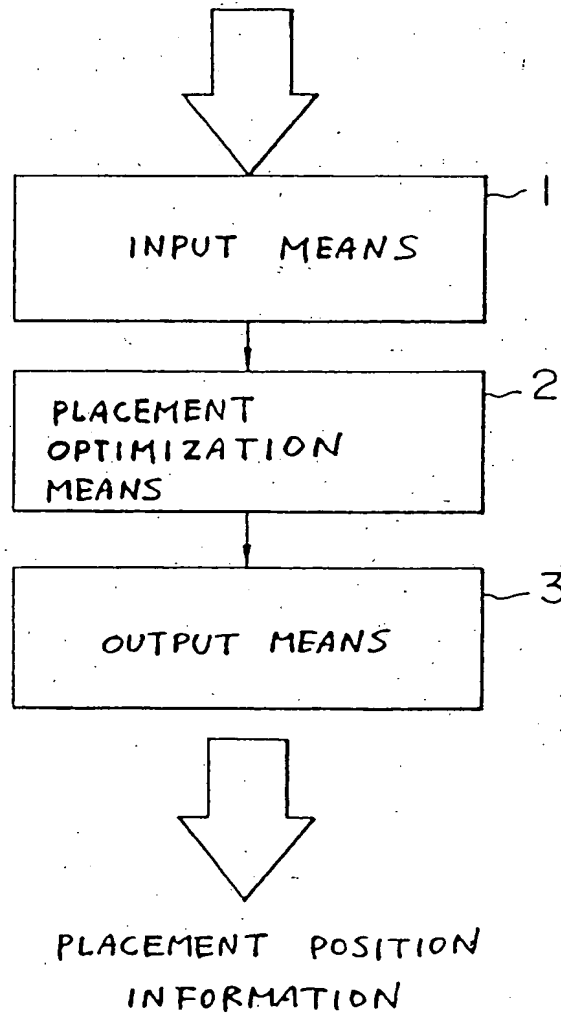 INPUT MEANS
1
PLACEMENT
OPTIMIZATION
MEANS
2
OUTPUT MEANS
3
PLACEMENT POSITION
INFORMATION